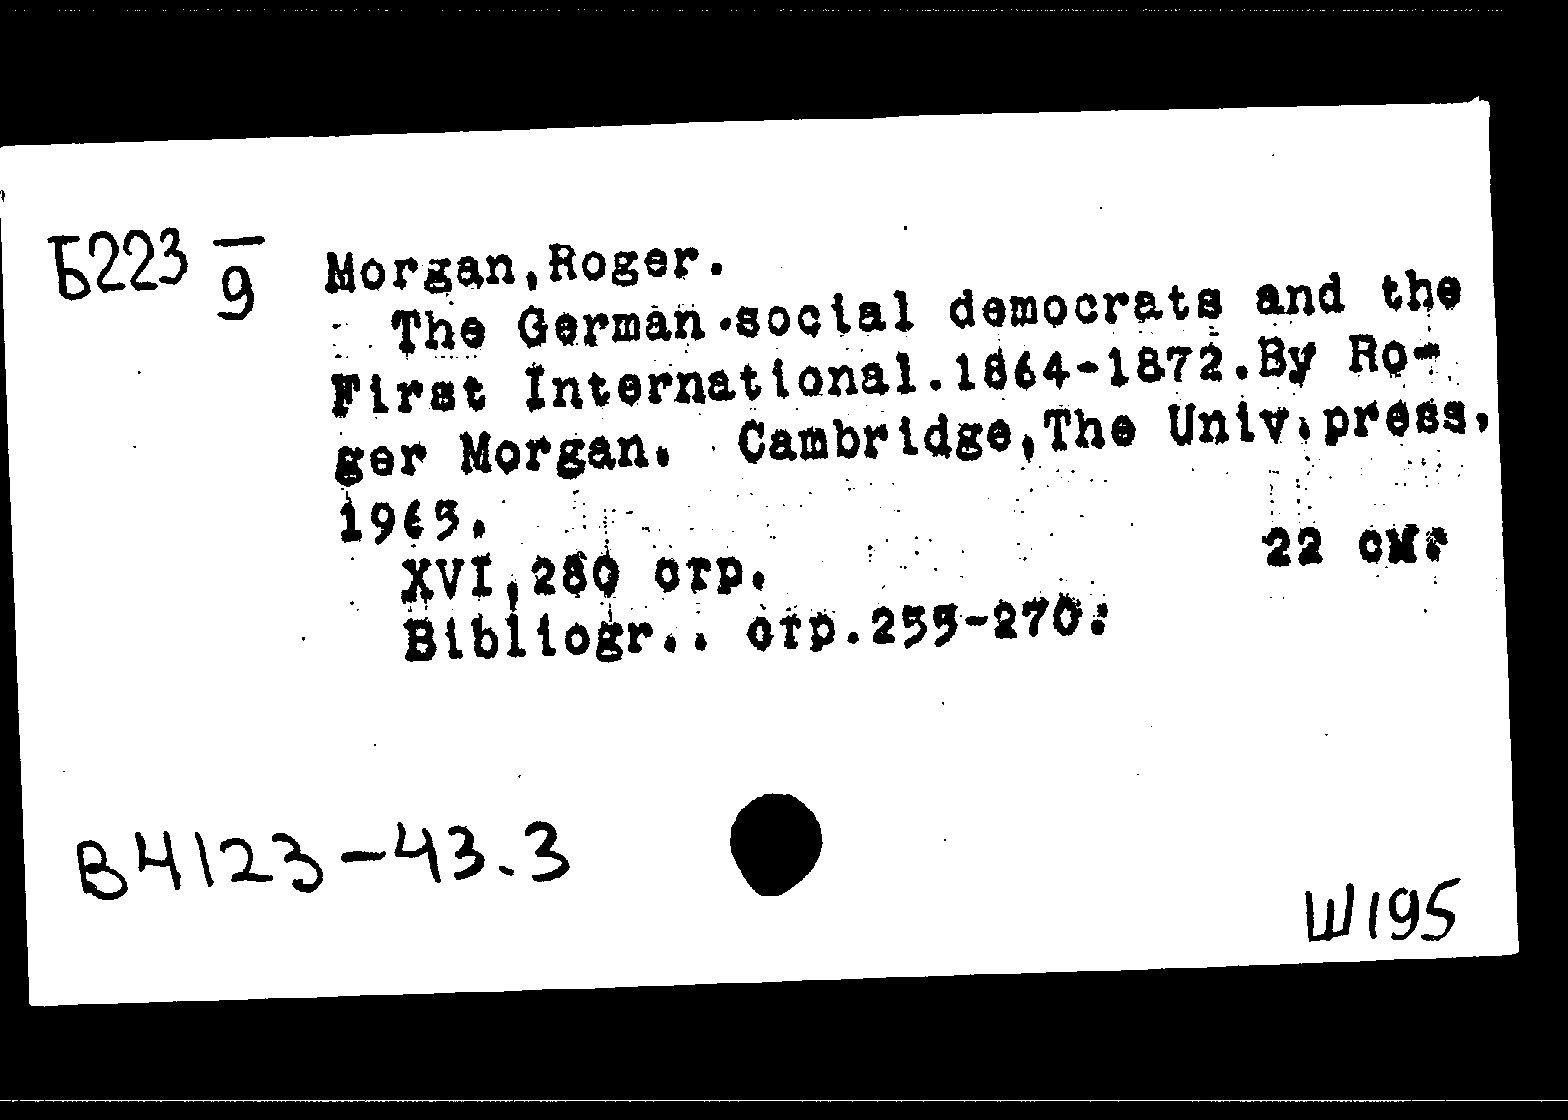 Б223 –/9
Morgan,Roger.
The German social democrats and the
First International.1864-1872.By Ro-
ger Morgan. Cambridge,The Univ.press,
1965.
XVI,280 стр. 22 см.
Bibliogr.. стр.255-270.
В4123-43.3
Ш195